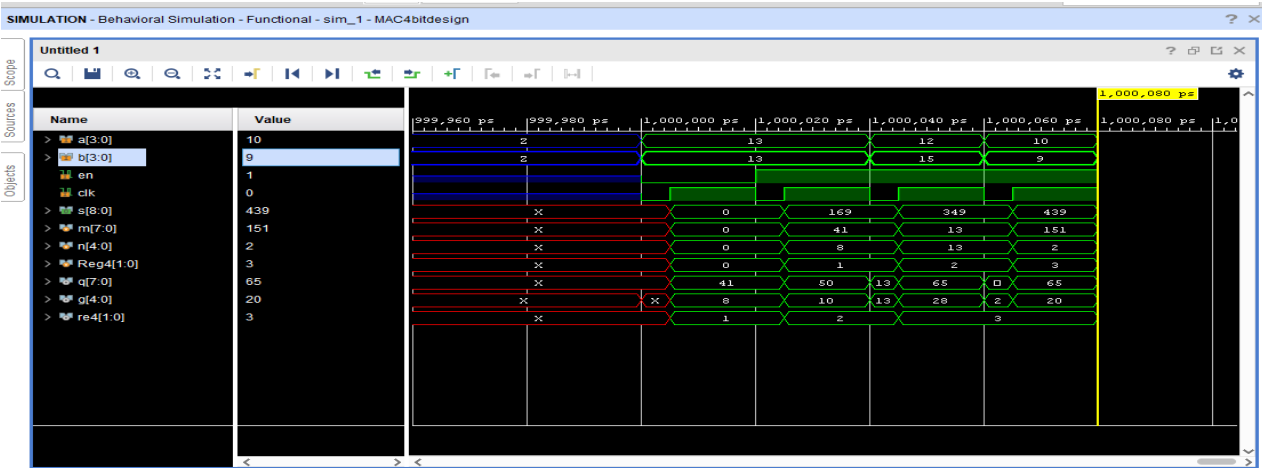 SIMULATION - Behavioral Simulation - Functional - sim_1 - MAC4bitdesign ? ×
Scope
Sources
Objects
Untitled 1 ?
1,000,080 ps
Name Value 999,960 ps 999,980 ps 1,000,000 ps 1,000,020 ps 1,000,040 ps 1,000,060 ps 1,000,080 ps 1,0
> a[3:0] 10 Z 13 12 10
> b[3:0] 9 Z 13 15 9
en 1
clk 0
> s[8:0] 439 X 0 169 349 439
> m[7:0] 151 X 0 41 13 151
> n[4:0] 2 X 0 8 13 2
> Reg4[1:0] 3 X 0 1 2 3
> q[7:0] 65 X 41 50 13 65 65
> g[4:0] 20 X X 8 10 13 28 2 20
> re4[1:0] 3 X 1 2 3